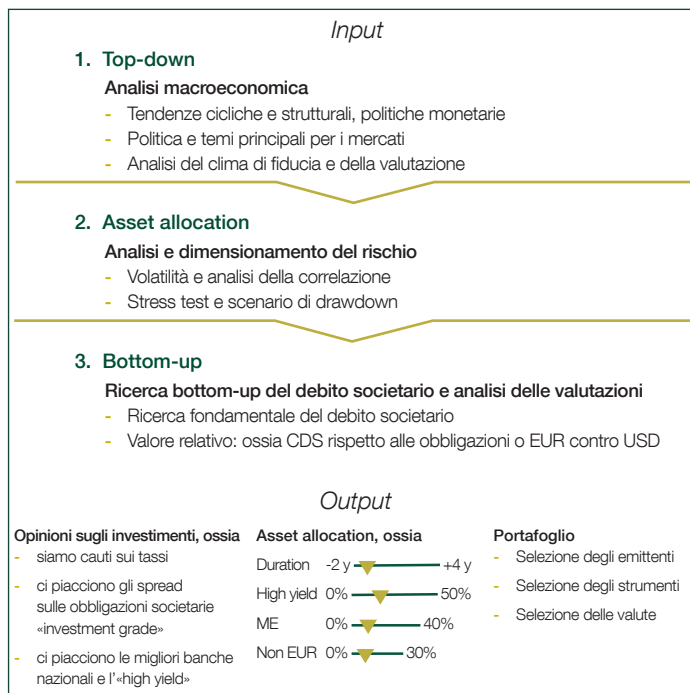 Input
1. Top-down
Analisi macroeconomica
- Tendenze cicliche e strutturali, politiche monetarie
- Politica e temi principali per i mercati
- Analisi del clima di fiducia e della valutazione
2. Asset allocation
Analisi e dimensionamento del rischio
- Volatilità e analisi della correlazione
- Stress test e scenario di drawdown
3. Bottom-up
Ricerca bottom-up del debito societario e analisi delle valutazioni
- Ricerca fondamentale del debito societario
- Valore relativo: ossia CDS rispetto alle obbligazioni o EUR contro USD
Output
Opinioni sugli investimenti, ossia
- siamo cauti sui tassi
- ci piacciono gli spread
sulle obbligazioni societarie
«investment grade»
- ci piacciono le migliori banche
nazionali e l'«high yield»
Asset allocation, ossia
Duration -2 y +4 y
High yield 0% 50%
ME 0% 40%
Non EUR 0% 30%
Portafoglio
- Selezione degli emittenti
- Selezione degli strumenti
- Selezione delle valute